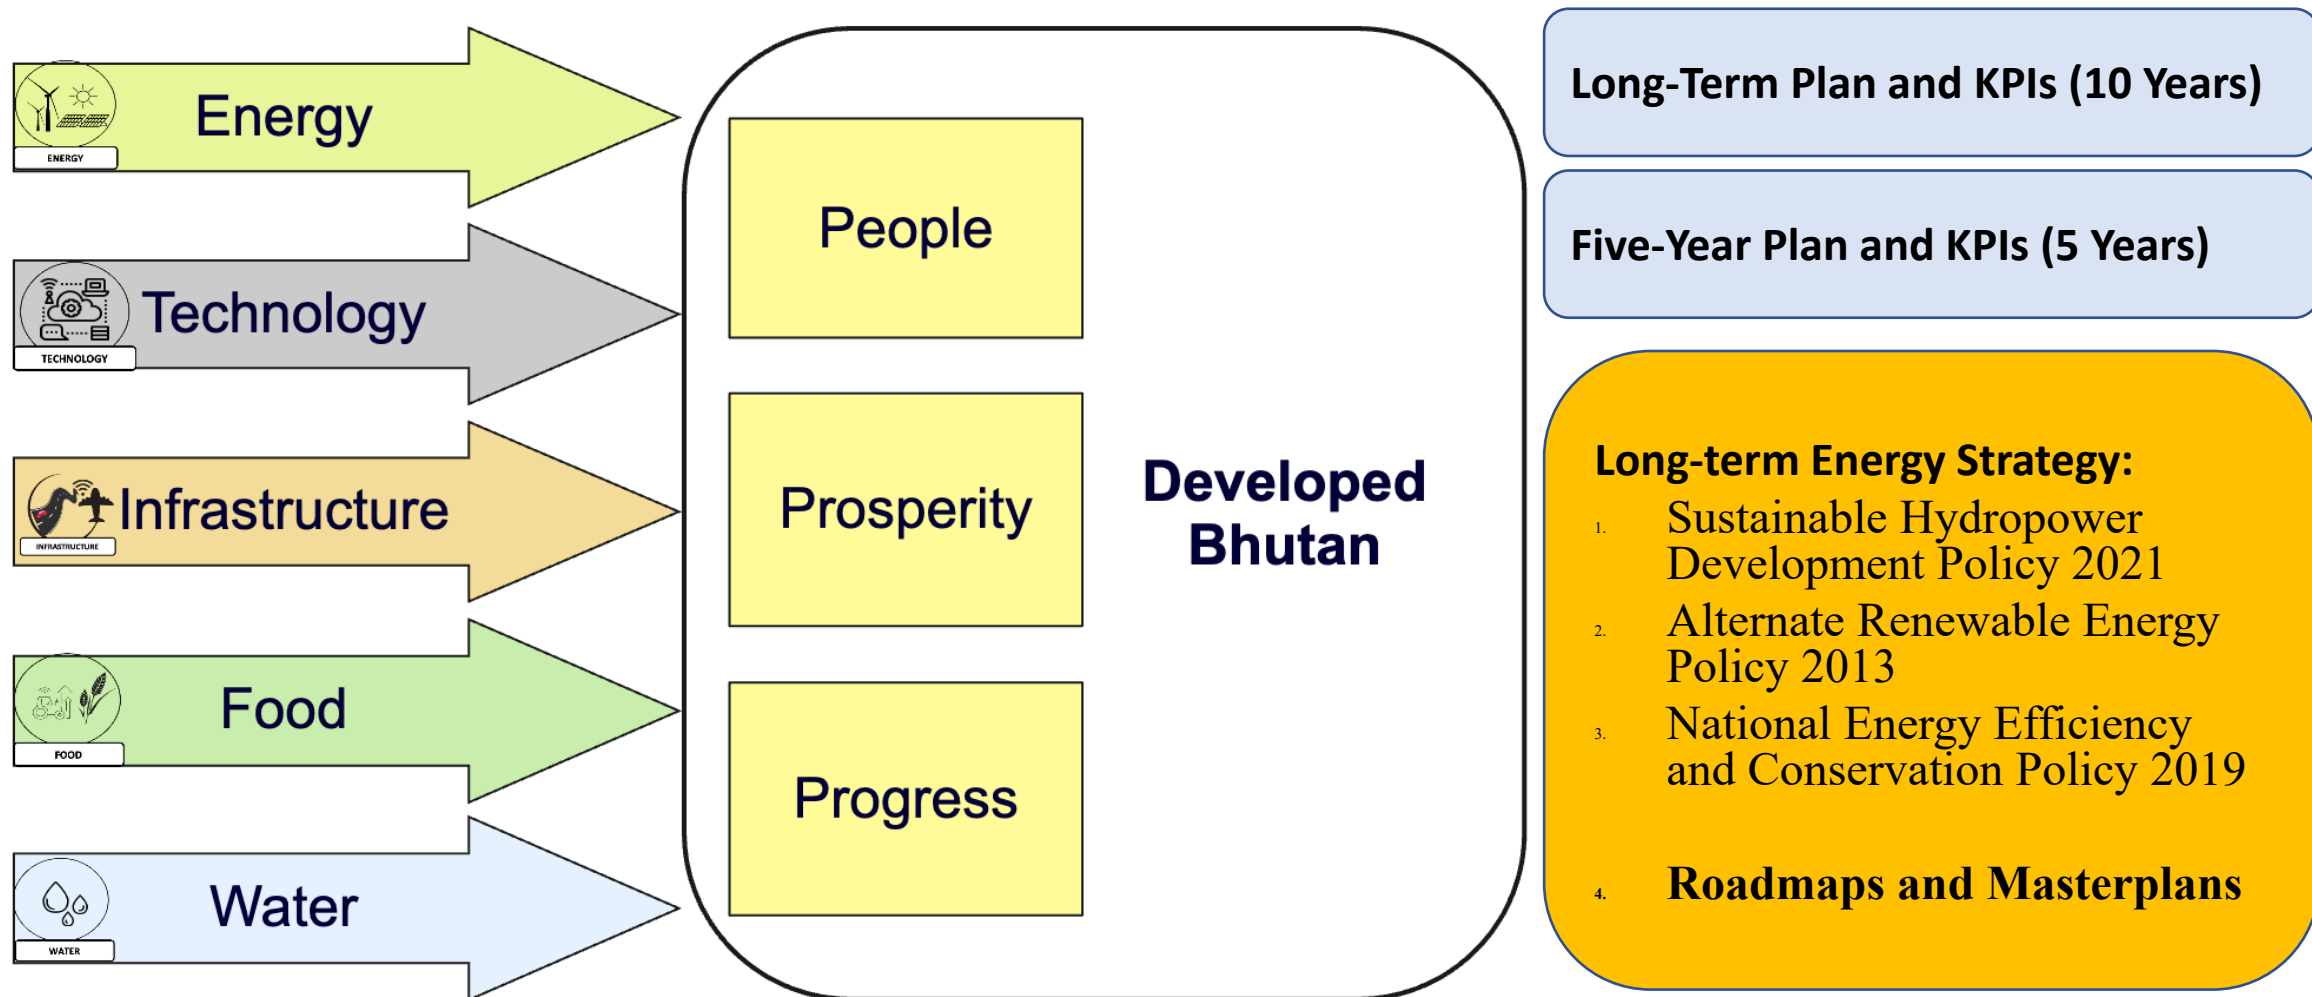 Energy
ENERGY
Technology
TECHNOLOGY
Infrastructure
INFRASTRUCTURE
Food
FOOD
Water
WATER
People
Prosperity
Progress
Developed
Bhutan
Long-Term Plan and KPIs (10 Years)
Five-Year Plan and KPIs (5 Years)
Long-term Energy Strategy:
1. Sustainable Hydropower
Development Policy 2021
2. Alternate Renewable Energy
Policy 2013
3. National Energy Efficiency
and Conservation Policy 2019
4. Roadmaps and Masterplans